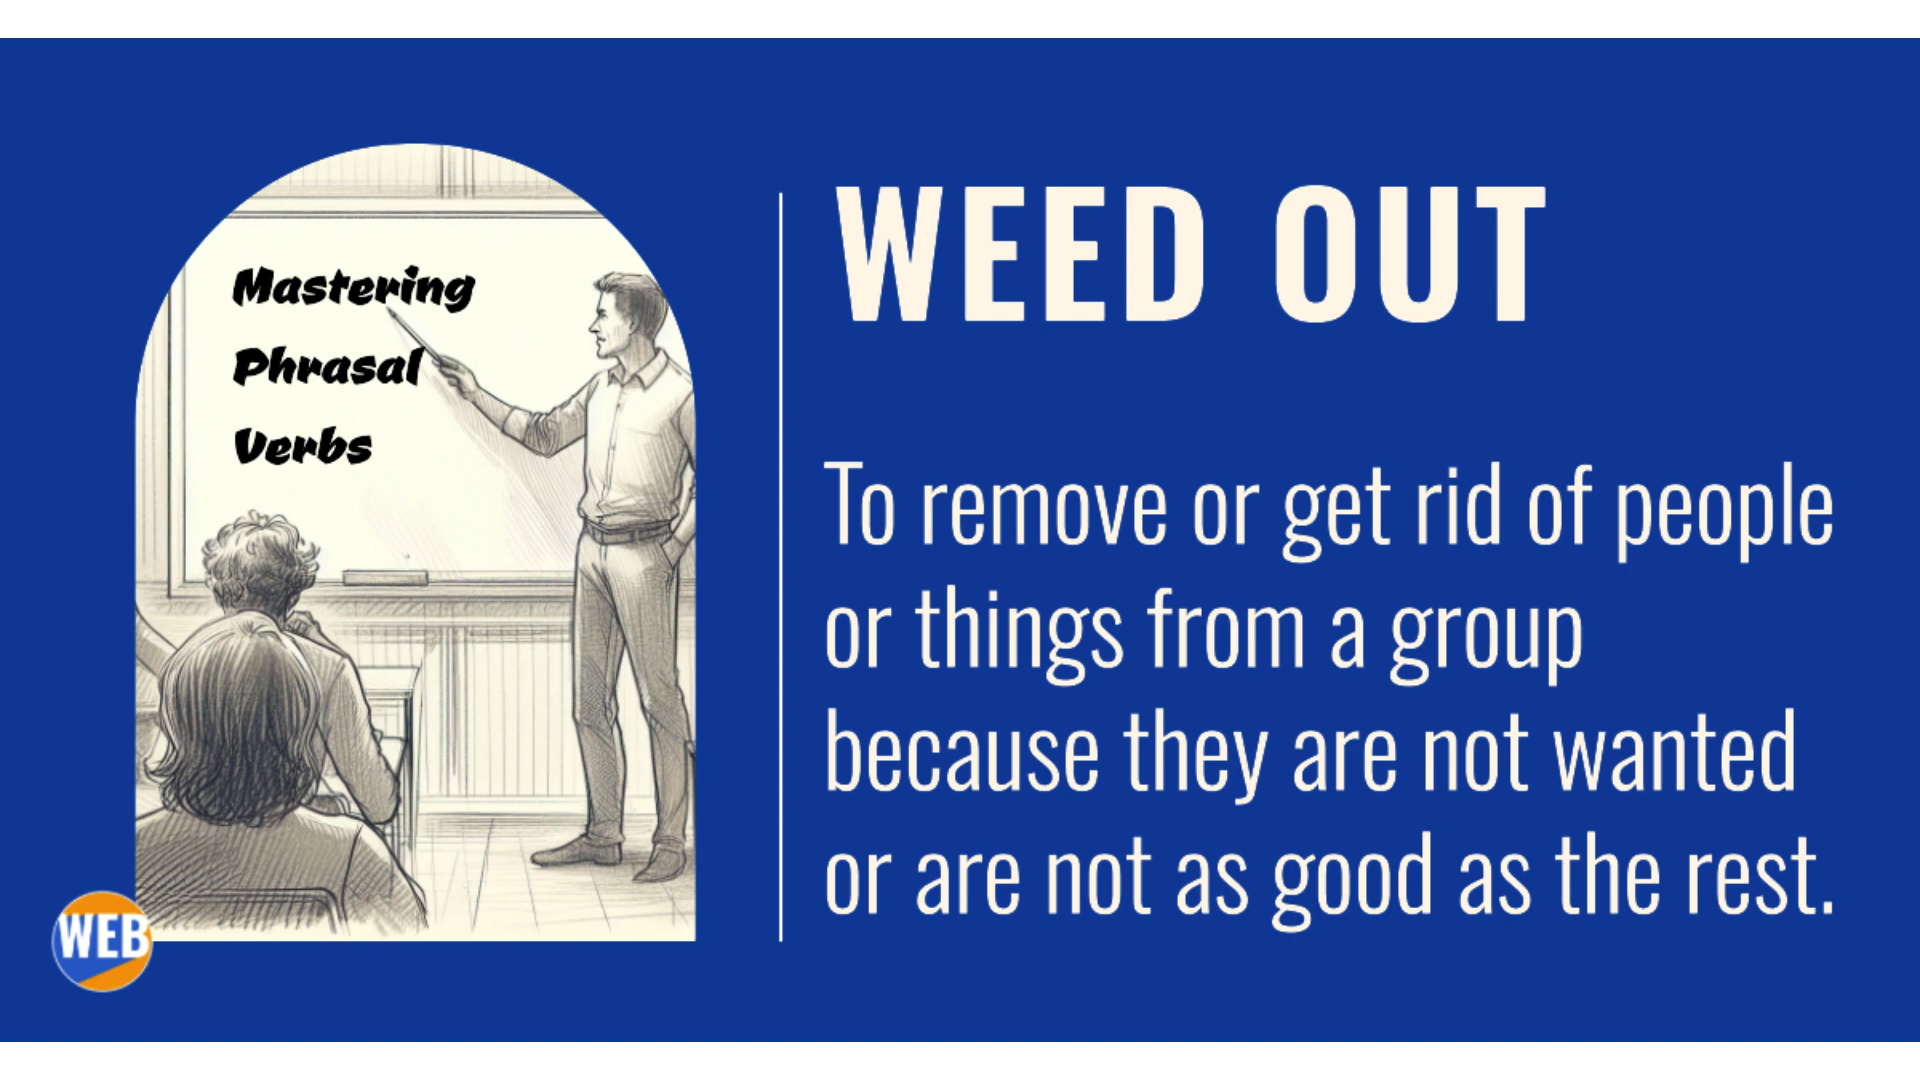 Mastering
Phrasal
Verbs
WEED OUT
To remove or get rid of people
or things from a group
because they are not wanted
or are not as good as the rest.
WEB